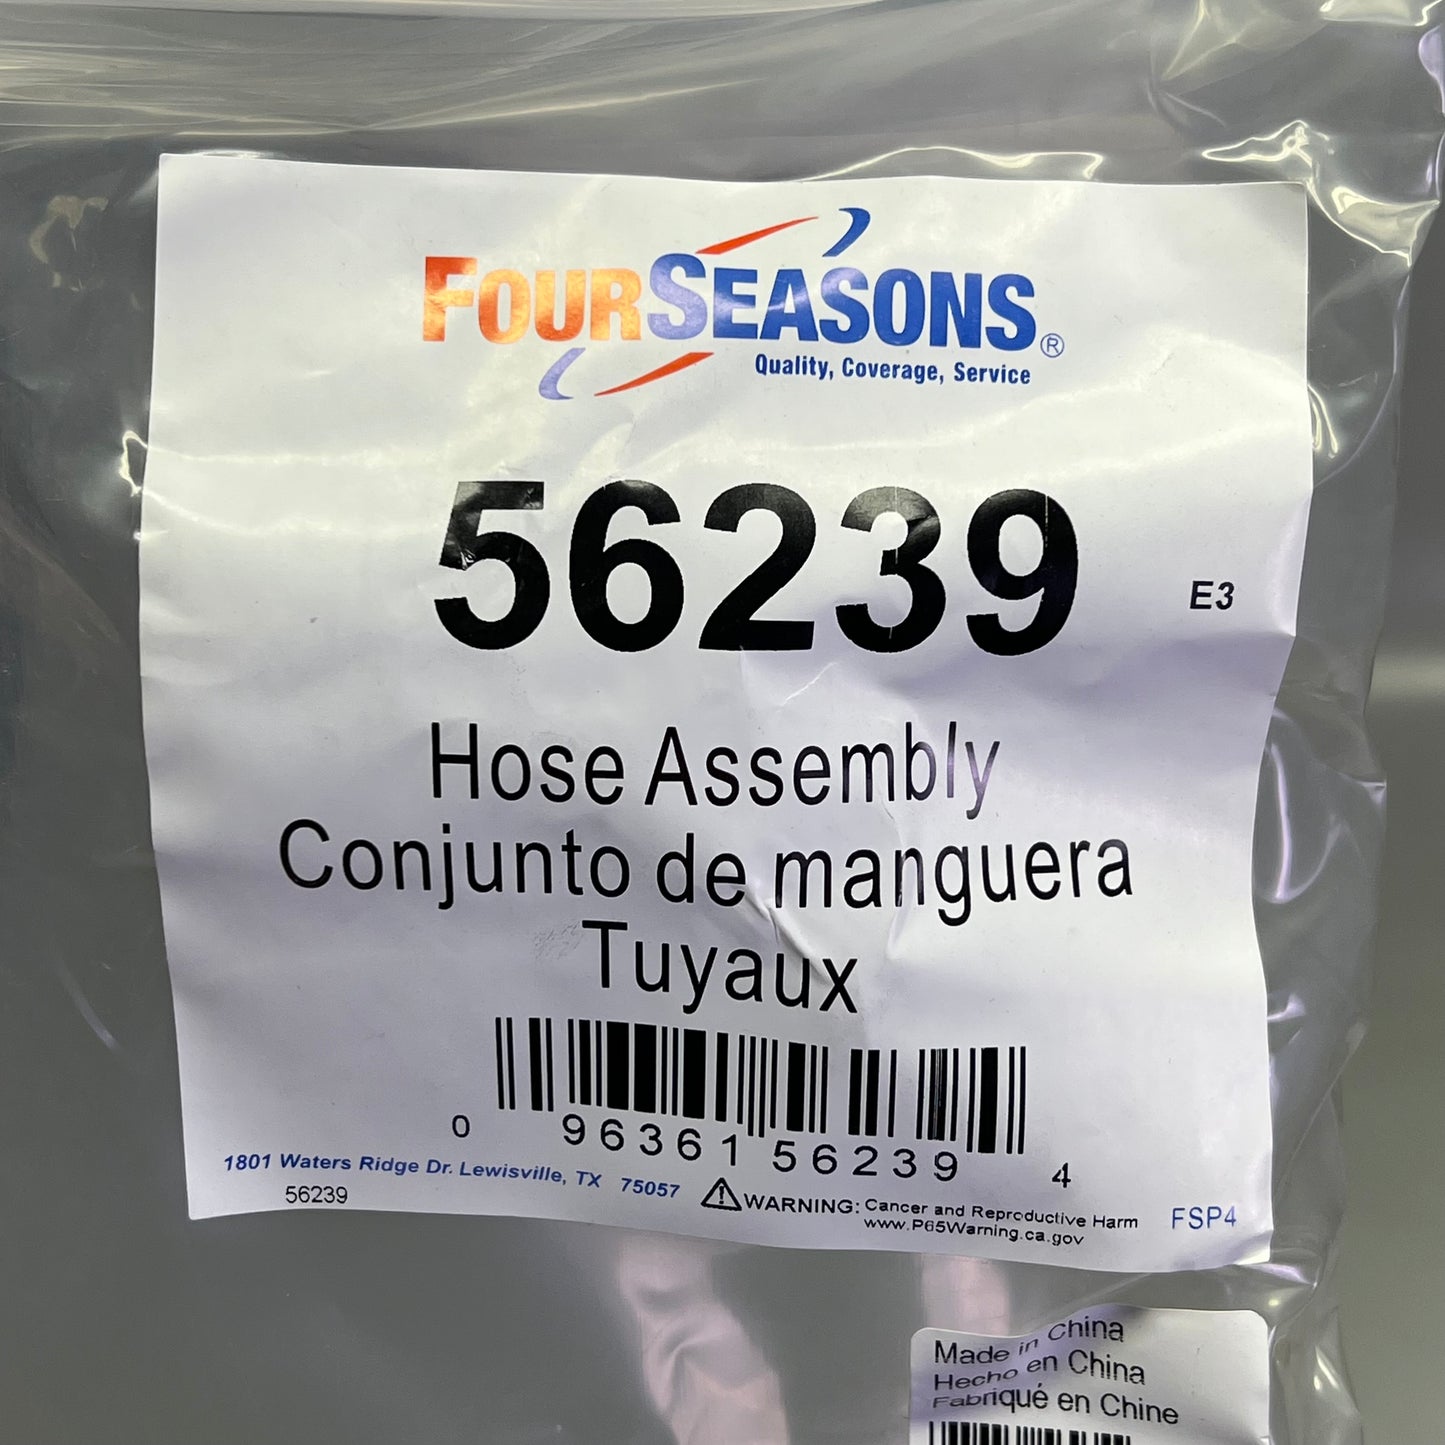 FOURSEASONS®
Quality, Coverage, Service
56239
E3
Hose Assembly
Conjunto de manguera
Tuyaux
0 96361 56239 4
1801 Waters Ridge Dr. Lewisville, TX 75057
56239
WARNING: Cancer and Reproductive Harm
www.P65Warning.ca.gov
FSP4
Made in China
Hecho en China
Fabriqué en Chine